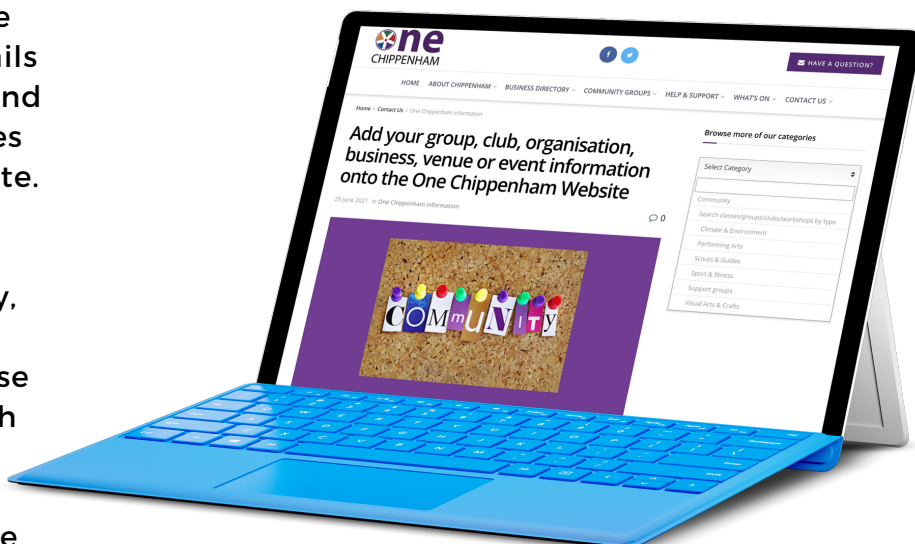 ils
nd
es
te.
y,
se
h
e
One
CHIPPENHAM
HAVE A QUESTION?
HOME ABOUT CHIPPENHAM BUSINESS DIRECTORY COMMUNITY GROUPS HELP & SUPPORT WHAT'S ON CONTACT US
Home > Contact Us > One Chippenham information
Add your group, club, organisation,
business, venue or event information
onto the One Chippenham Website
29 June 2021 in One Chippenham information
0
COMmUNITy
Browse more of our categories
Select Category
Community
Search classes/groups/clubs/workshops by type
Climate & Environment
Performing Arts
Scouts & Guides
Sport & fitness
Support groups
Visual Arts & Crafts